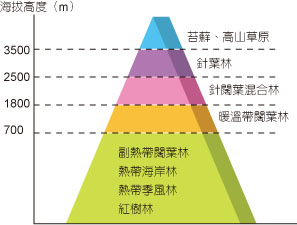 海拔高度（m）
苔蘇、高山草原
3500
針葉林
2500
針闊葉混合林
1800
暖溫帶闊葉林
700
副熱帶闊葉林
熱帶海岸林
熱帶季風林
紅樹林